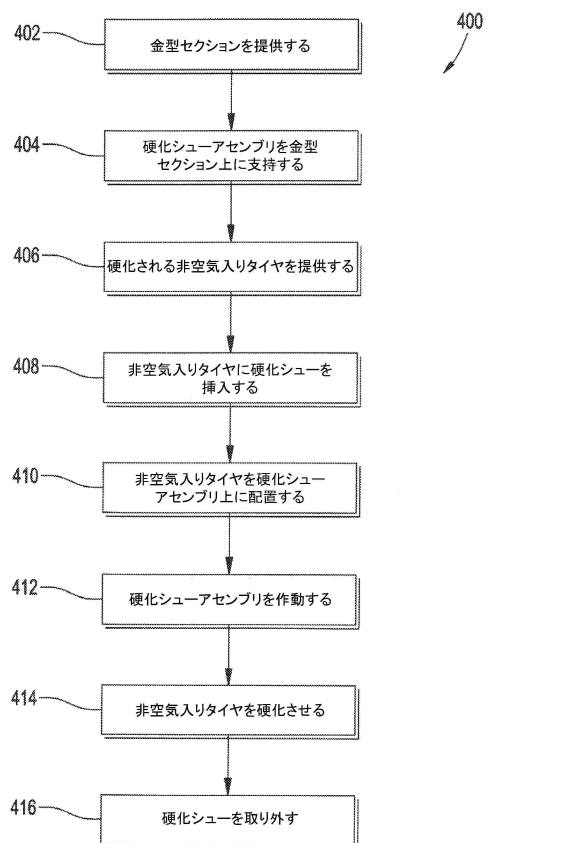 400
402
金型セクションを提供する
404
硬化シューアセンブリを金型
セクション上に支持する
406
硬化される非空気入りタイヤを提供する
408
非空気入りタイヤに硬化シューを
挿入する
410
非空気入りタイヤを硬化シュー
アセンブリ上に配置する
412
硬化シューアセンブリを作動する
414
非空気入りタイヤを硬化させる
416
硬化シューを取り外す